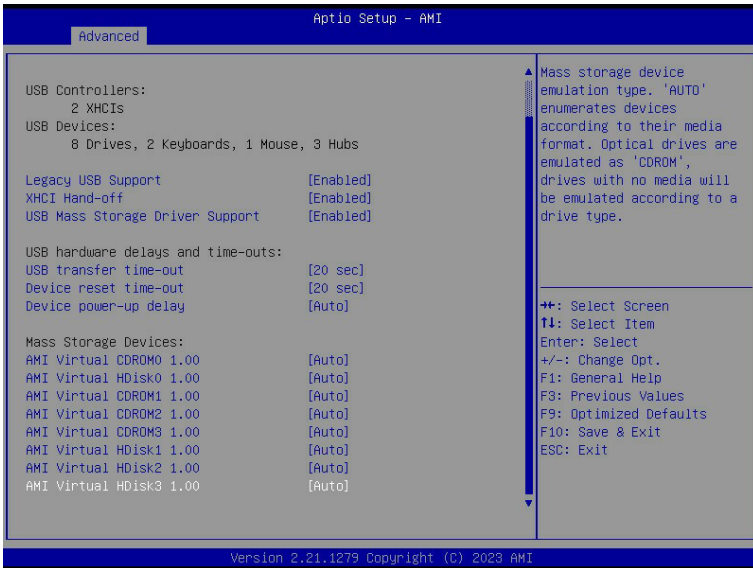 Aptio Setup – AMI
Advanced
USB Controllers:
2 XHCIs
USB Devices:
8 Drives, 2 Keyboards, 1 Mouse, 3 Hubs
Legacy USB Support [Enabled]
XHCI Hand-off [Enabled]
USB Mass Storage Driver Support [Enabled]
USB hardware delays and time-outs:
USB transfer time-out [20 sec]
Device reset time-out [20 sec]
Device power-up delay [Auto]
Mass Storage Devices:
AMI Virtual CDROM0 1.00 [Auto]
AMI Virtual HDisk0 1.00 [Auto]
AMI Virtual CDROM1 1.00 [Auto]
AMI Virtual CDROM2 1.00 [Auto]
AMI Virtual CDROM3 1.00 [Auto]
AMI Virtual HDisk1 1.00 [Auto]
AMI Virtual HDisk2 1.00 [Auto]
AMI Virtual HDisk3 1.00 [Auto]
Mass storage device
emulation type. 'AUTO'
enumerates devices
according to their media
format. Optical drives are
emulated as 'CDROM',
drives with no media will
be emulated according to a
drive type.
→←: Select Screen
↑↓: Select Item
Enter: Select
+/-: Change Opt.
F1: General Help
F3: Previous Values
F9: Optimized Defaults
F10: Save & Exit
ESC: Exit
Version 2.21.1279 Copyright (C) 2023 AMI